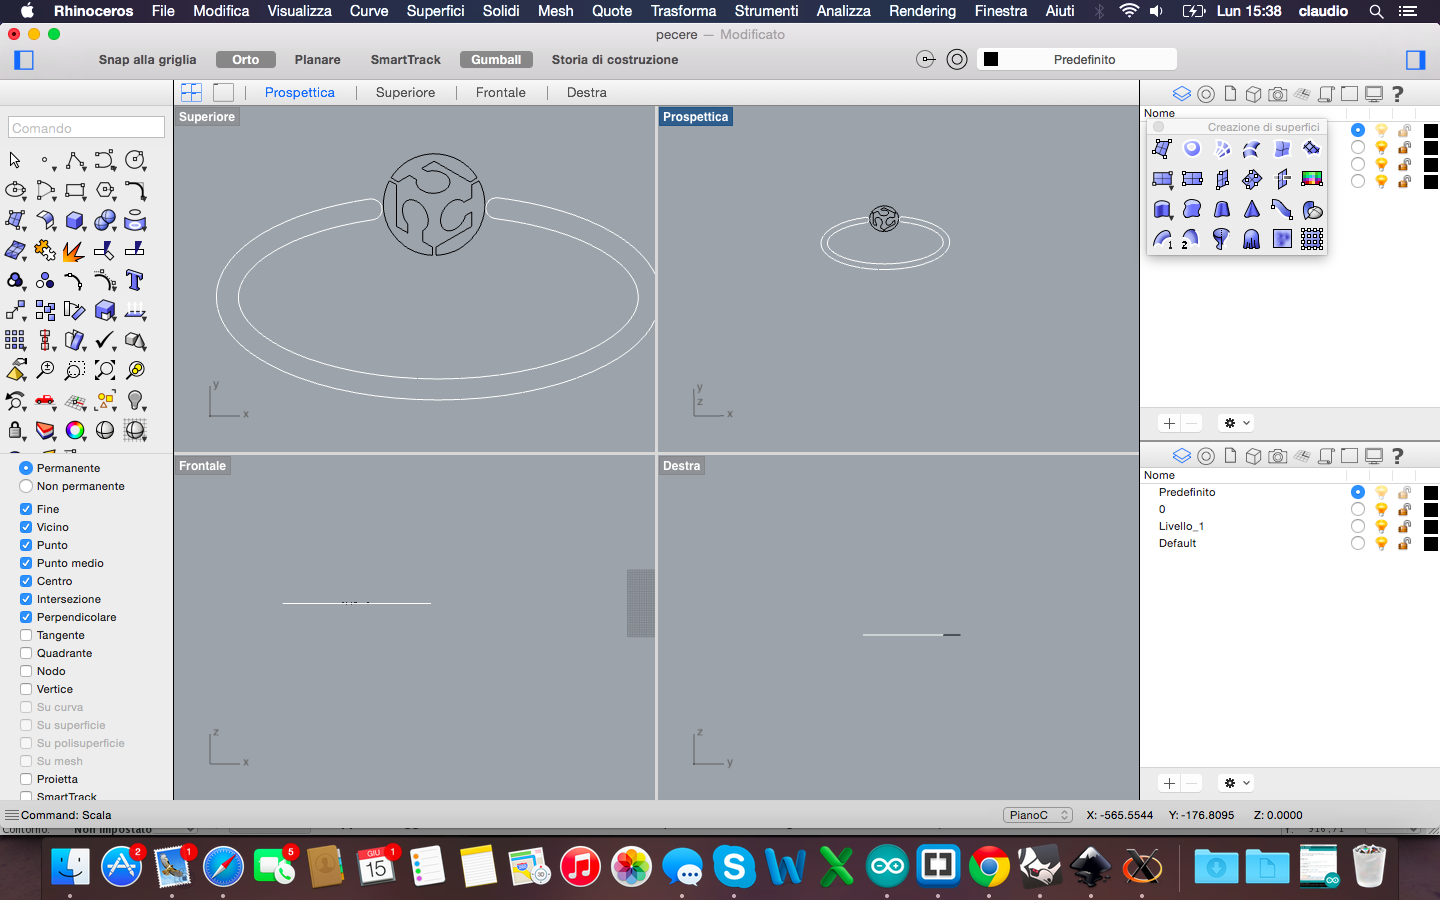 Rhinoceros File Modifica Visualizza Curve Superfici Solidi Mesh Quote Trasforma Strumenti Analizza Rendering Finestra Aiuti Lun 15:38 claudio
pecere — Modificato
Snap alla griglia Orto Planare SmartTrack Gumball Storia di costruzione Predefinito
Prospettica Superiore Frontale Destra
Comando
Superiore
Prospettica
Nome
Creazione di superfici
y
x
y
z
x
Frontale
Destra
z
x
z
y
Permanente
Non permanente
Fine
Vicino
Punto
Punto medio
Centro
Intersezione
Perpendicolare
Tangente
Quadrante
Nodo
Vertice
Su curva
Su superficie
Su polisuperficie
Su mesh
Proietta
SmartTrack
Nome
Predefinito
0
Livello_1
Default
Command: Scala PianoC X: -565.5544 Y: -176.8095 Z: 0.0000
Contorno: Non impostato
2
1
5
GIU
15
1